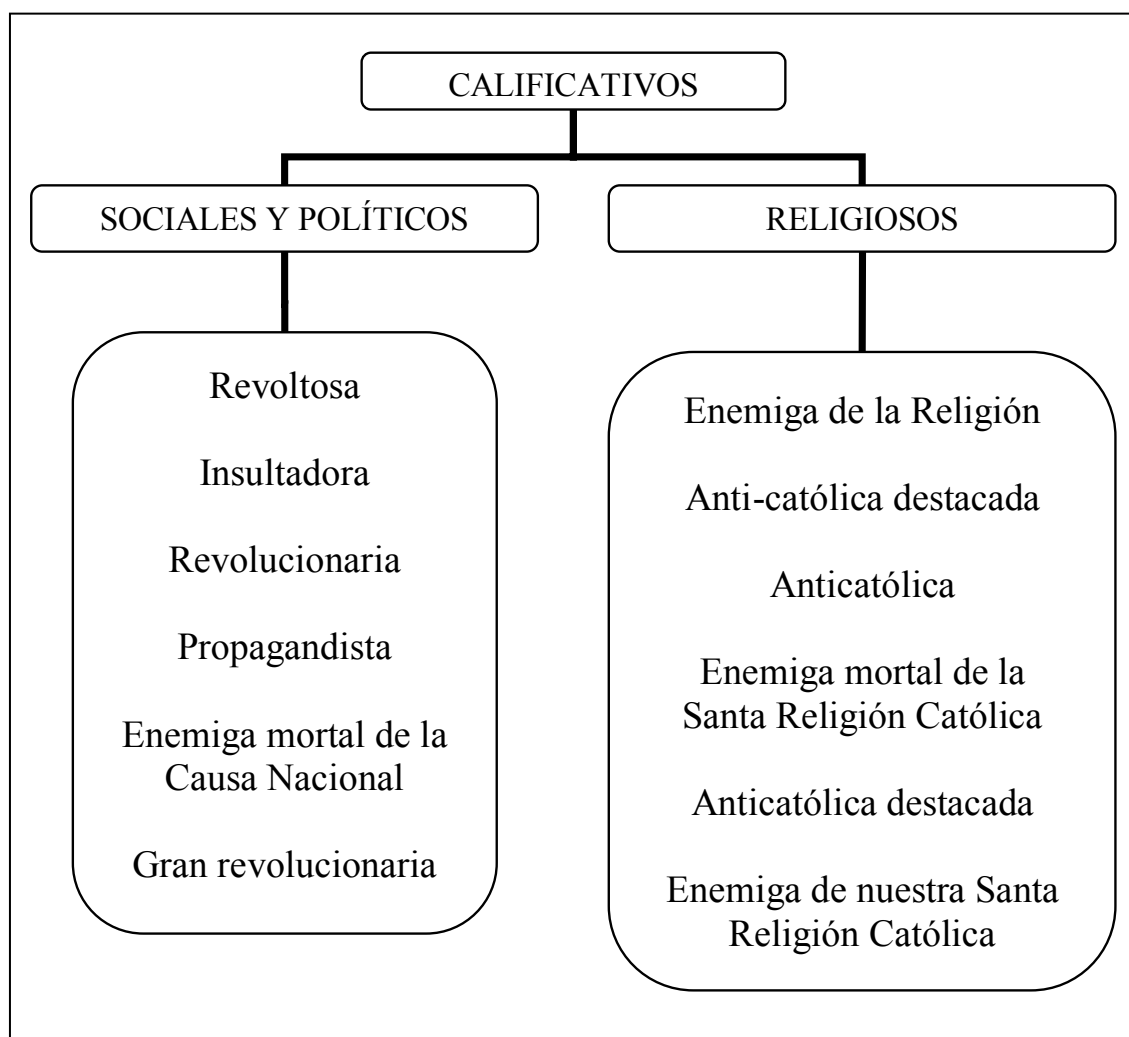 CALIFICATIVOS
SOCIALES Y POLÍTICOS
Revoltosa
Insultadora
Revolucionaria
Propagandista
Enemiga mortal de la
Causa Nacional
Gran revolucionaria
RELIGIOSOS
Enemiga de la Religión
Anti-católica destacada
Anticatólica
Enemiga mortal de la
Santa Religión Católica
Anticatólica destacada
Enemiga de nuestra Santa
Religión Católica